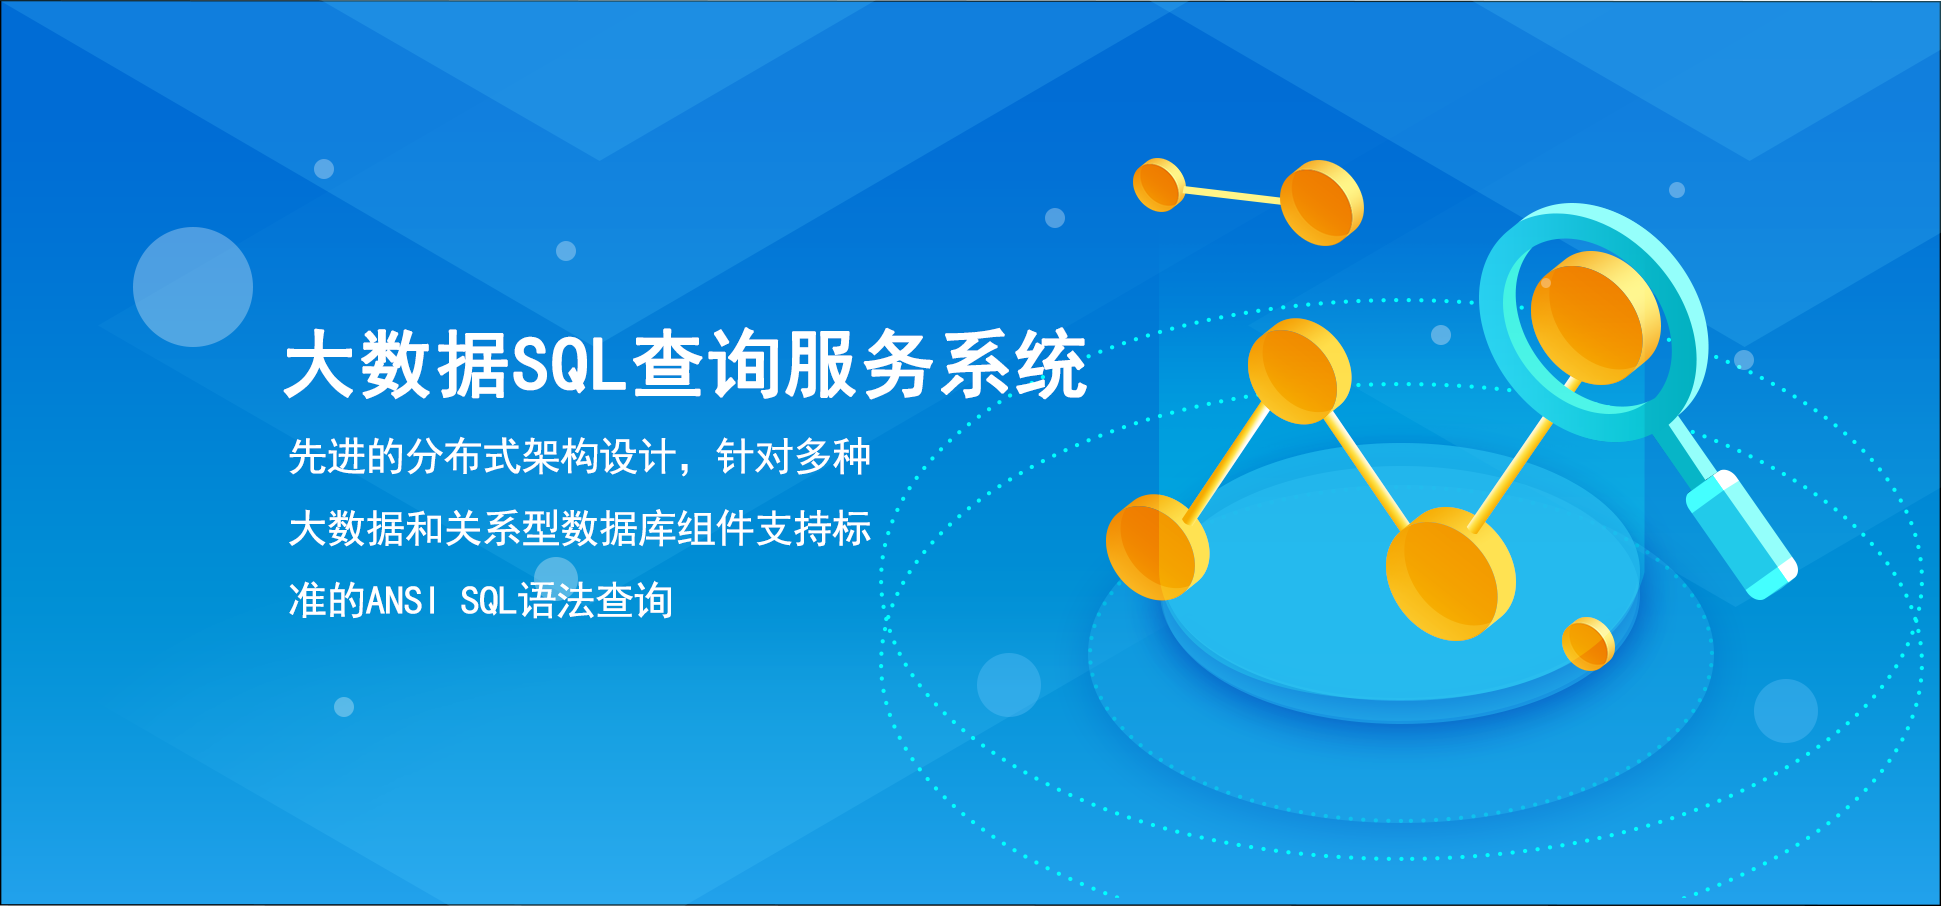 大数据SQL查询服务系统
先进的分布式架构设计，针对多种
大数据和关系型数据库组件支持标
准的ANSI SQL语法查询